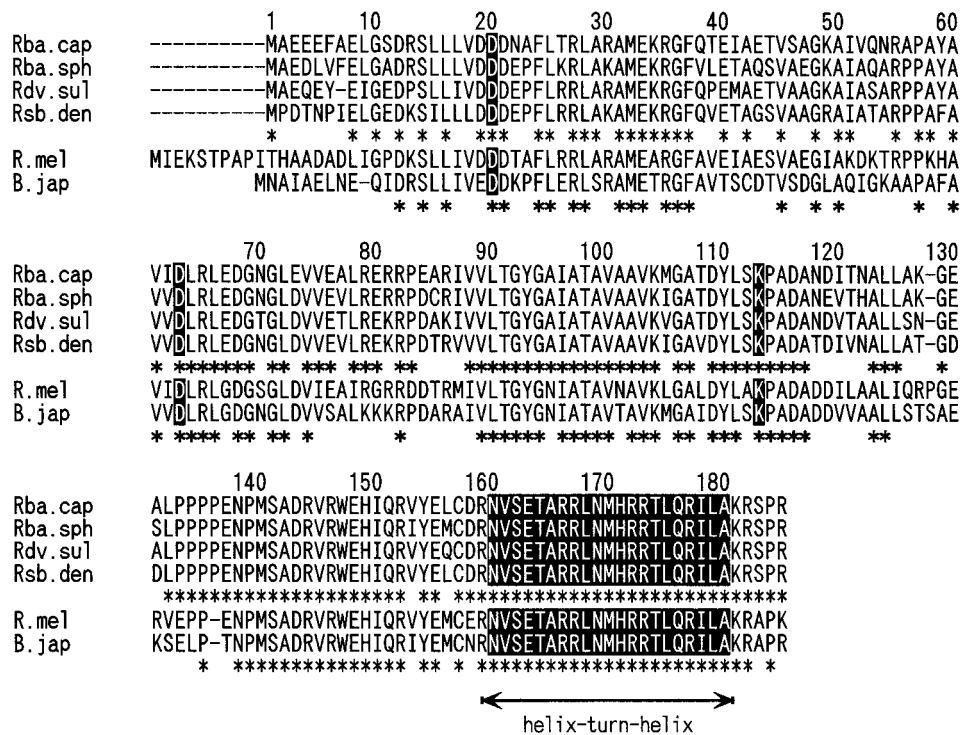 1 10 20 30 40 50 60
Rba.cap ----------MAEEEFAELGSDRSLLLVDDDNAFLTRLARAMEKRGFQTEIAETVSAGKAIVQNRAPAYA
Rba.sph ----------MAEDLVFELGADRSLLLVDDDEPFLKRLAKAMEKRGFVLETAQSVAEGKAIAQARPPAYA
Rdv.sul ----------MAEQEY-EIGEDPSLLIVDDDEPFLRRLAKAMEKRGFQPEMAETVAAGKAIASARPPAYA
Rsb.den ----------MPDTNPIELGEDKSILLLDDDEPFLRRLAKAMEKRGFQVETAGSVAAGRAIATARPPAFA
* * ** * * *** ** ** ******* * * * ** ** * *
R.mel MIEKSTPAPITHAADADLIGPDKSLLIVDDDTAFLRRLARAMEARGFAVEIAESVAEGIAKDKTRPPKHA
B.jap MNAIAELNE-QIDRSLLIVEDDKPFLERLSRAMETRGFAVTSCDTVSDGLAQIGKAAPAFA
* * * ** ** ** *** *** * * * * *
70 80 90 100 110 120 130
Rba.cap VIDLRLEDGNGLEVVEALRERRPEARIVVLTGYGAIATAVAAVKMGATDYLSKPADANDITNALLAK-GE
Rba.sph VVDLRLEDGNGLDVVEVLRERRPDCRIVVLTGYGAIATAVAAVKIGATDYLSKPADANEVTHALLAK-GE
Rdv.sul VVDLRLEDGTGLDVVETLREKRPDAKIVVLTGYGAIATAVAAVKVGATDYLSKPADANDVTAALLSN-GE
Rsb.den VVDLRLEDGNGLDVVEVLREKRPDTRVVVLTGYGAIATAVAAVKIGAVDYLSKPADATDIVNALLAT-GD
* ****** ** *** *** ** **************** ** ********* *** *
R.mel VIDLRLGDGSGLDVIEAIRGRRDDTRMIVLTGYGNIATAVNAVKLGALDYLAKPADADDILAALIQRPGE
B.jap VVDLRLGDGNGLDVVSALKKKRPDARAIVLTGYGNIATAVTAVKMGAIDYLSKPADADDVVAALLSTSAE
* **** ** ** * * ****** ***** *** ** *** ***** ** *
140 150 160 170 180
Rba.cap ALPPPPENPMSADRVRWEHIQRVYELCDRNVSETARRLNMHRRTLQRILAKRSPR
Rba.sph SLPPPPENPMSADRVRWEHIQRIYEMCDRNVSETARRLNMHRRTLQRILAKRSPR
Rdv.sul ALPPPPENPMSADRVRWEHIQRVYEQCDRNVSETARRLNMHRRTLQRILAKRSPR
Rsb.den DLPPPPENPMSADRVRWEHIQRVYELCDRNVSETARRLNMHRRTLQRILAKRSPR
********************* ** *****************************
R.mel RVEPP-ENPMSADRVRWEHIQRIYEMCERNVSETARRLNMHRRTLQRILAKRAPK
B.jap KSELP-TNPMSADRVRWEHIQRIYEMCNRNVSETARRLNMHRRTLQRILAKRAPR
* *************** ** * ************************ *
helix-turn-helix